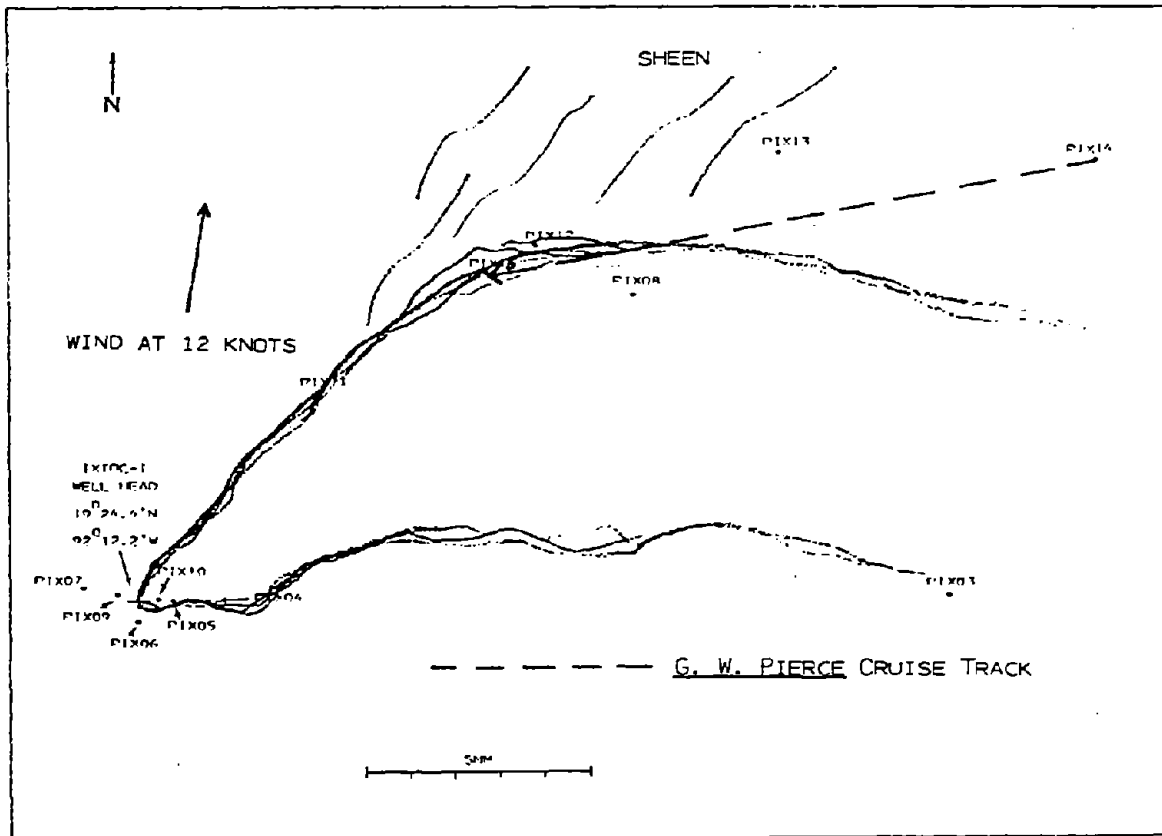 SHEEN
N
PIX13
PIX14
PIX12
PIX08
WIND AT 12 KNOTS
IXTOC-I
WELL HEAD
PIX10
PIX07
PIX09
PIX05
PIX06
PIX03
G. W. PIERCE CRUISE TRACK
5NM